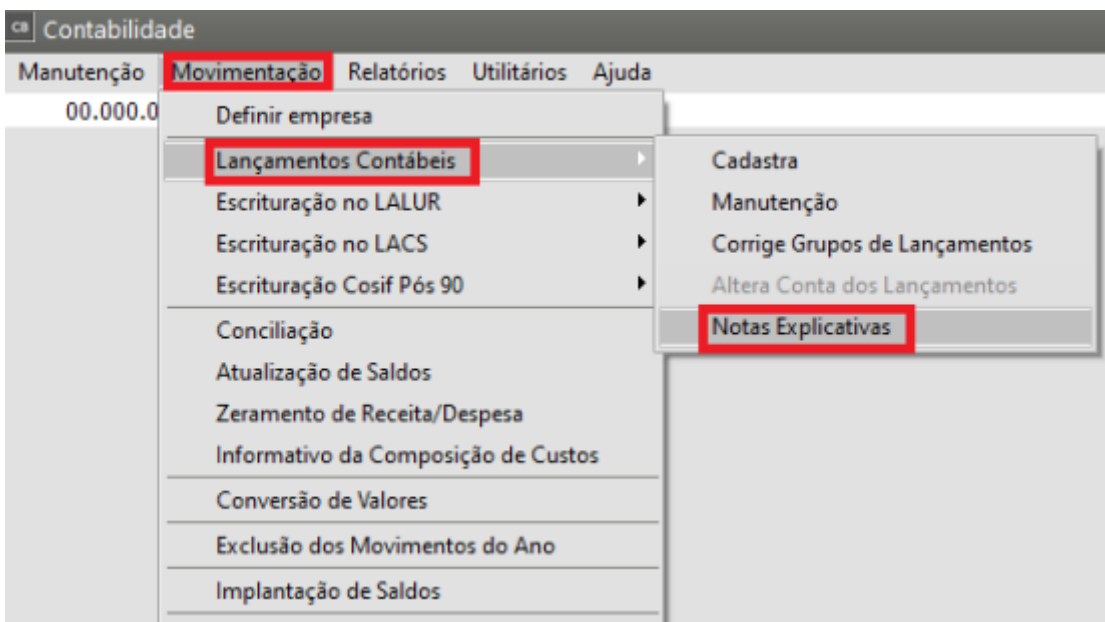 CB Contabilidade
Manutenção Movimentação Relatórios Utilitários Ajuda
00.000.0
Definir empresa
Lançamentos Contábeis
Escrituração no LALUR
Escrituração no LACS
Escrituração Cosif Pós 90
Conciliação
Atualização de Saldos
Zeramento de Receita/Despesa
Informativo da Composição de Custos
Conversão de Valores
Exclusão dos Movimentos do Ano
Implantação de Saldos
Cadastra
Manutenção
Corrige Grupos de Lançamentos
Altera Conta dos Lançamentos
Notas Explicativas